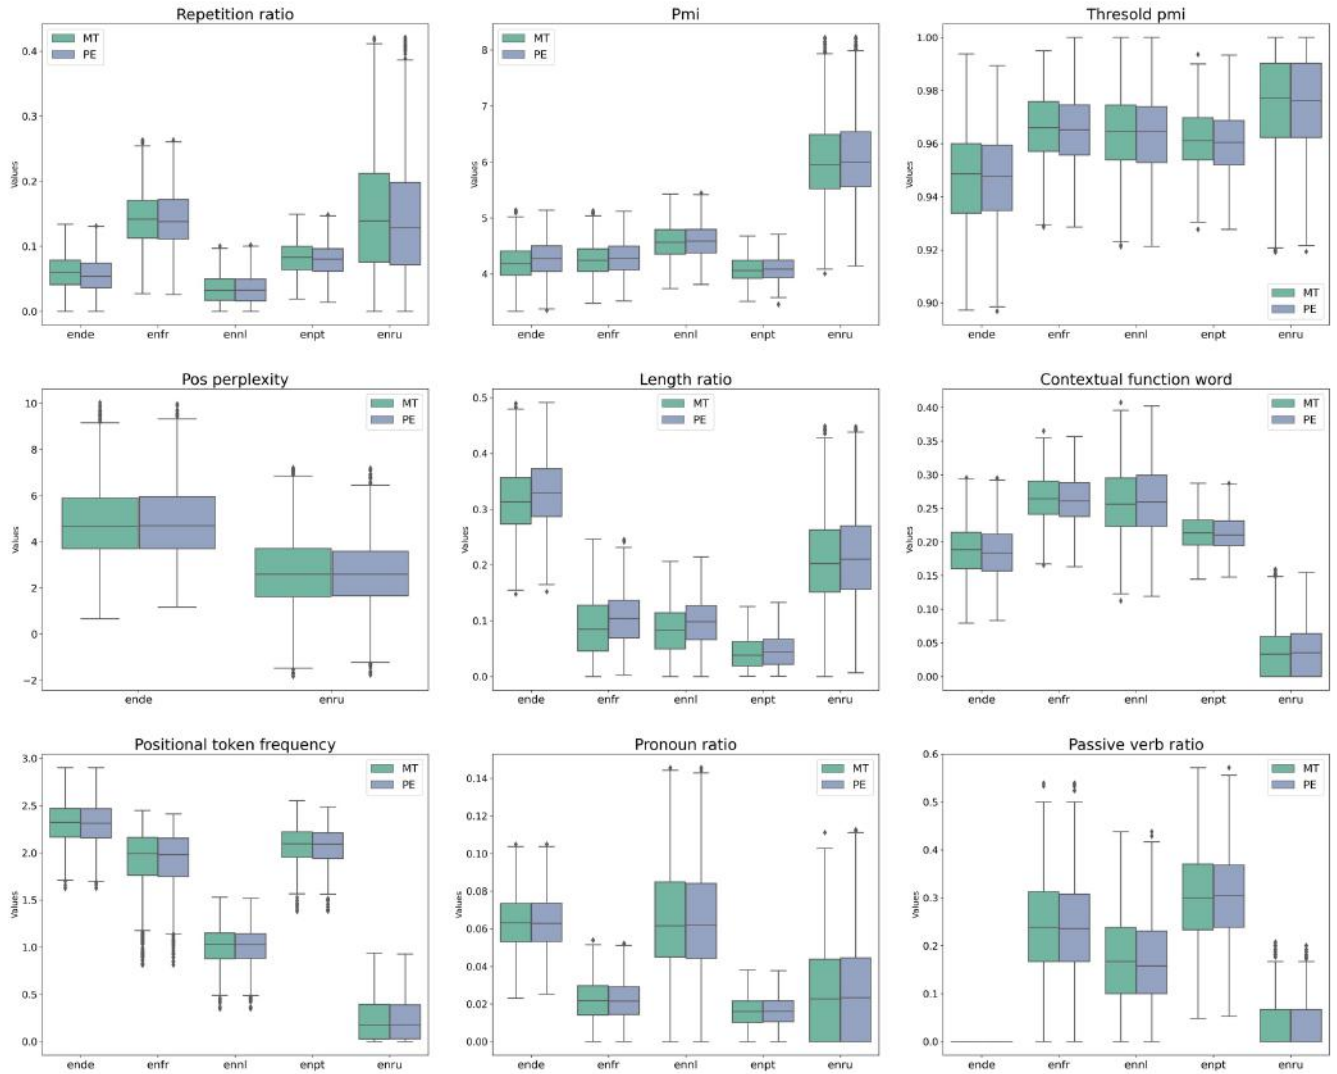 Repetition ratio
MT
PE
Values
0.4
0.3
0.2
0.1
0.0
ende enfr ennl enpt enru
Pmi
MT
PE
Values
8
7
6
5
4
ende enfr ennl enpt enru
Thresold pmi
Values
1.00
0.98
0.96
0.94
0.92
0.90
MT
PE
ende enfr ennl enpt enru
Pos perplexity
MT
PE
Values
10
8
6
4
2
0
−2
ende enru
Length ratio
MT
PE
Values
0.5
0.4
0.3
0.2
0.1
0.0
ende enfr ennl enpt enru
Contextual function word
MT
PE
Values
0.40
0.35
0.30
0.25
0.20
0.15
0.10
0.05
0.00
ende enfr ennl enpt enru
Positional token frequency
MT
PE
Values
3.0
2.5
2.0
1.5
1.0
0.5
0.0
ende enfr ennl enpt enru
Pronoun ratio
MT
PE
Values
0.14
0.12
0.10
0.08
0.06
0.04
0.02
0.00
ende enfr ennl enpt enru
Passive verb ratio
MT
PE
Values
0.6
0.5
0.4
0.3
0.2
0.1
0.0
ende enfr ennl enpt enru